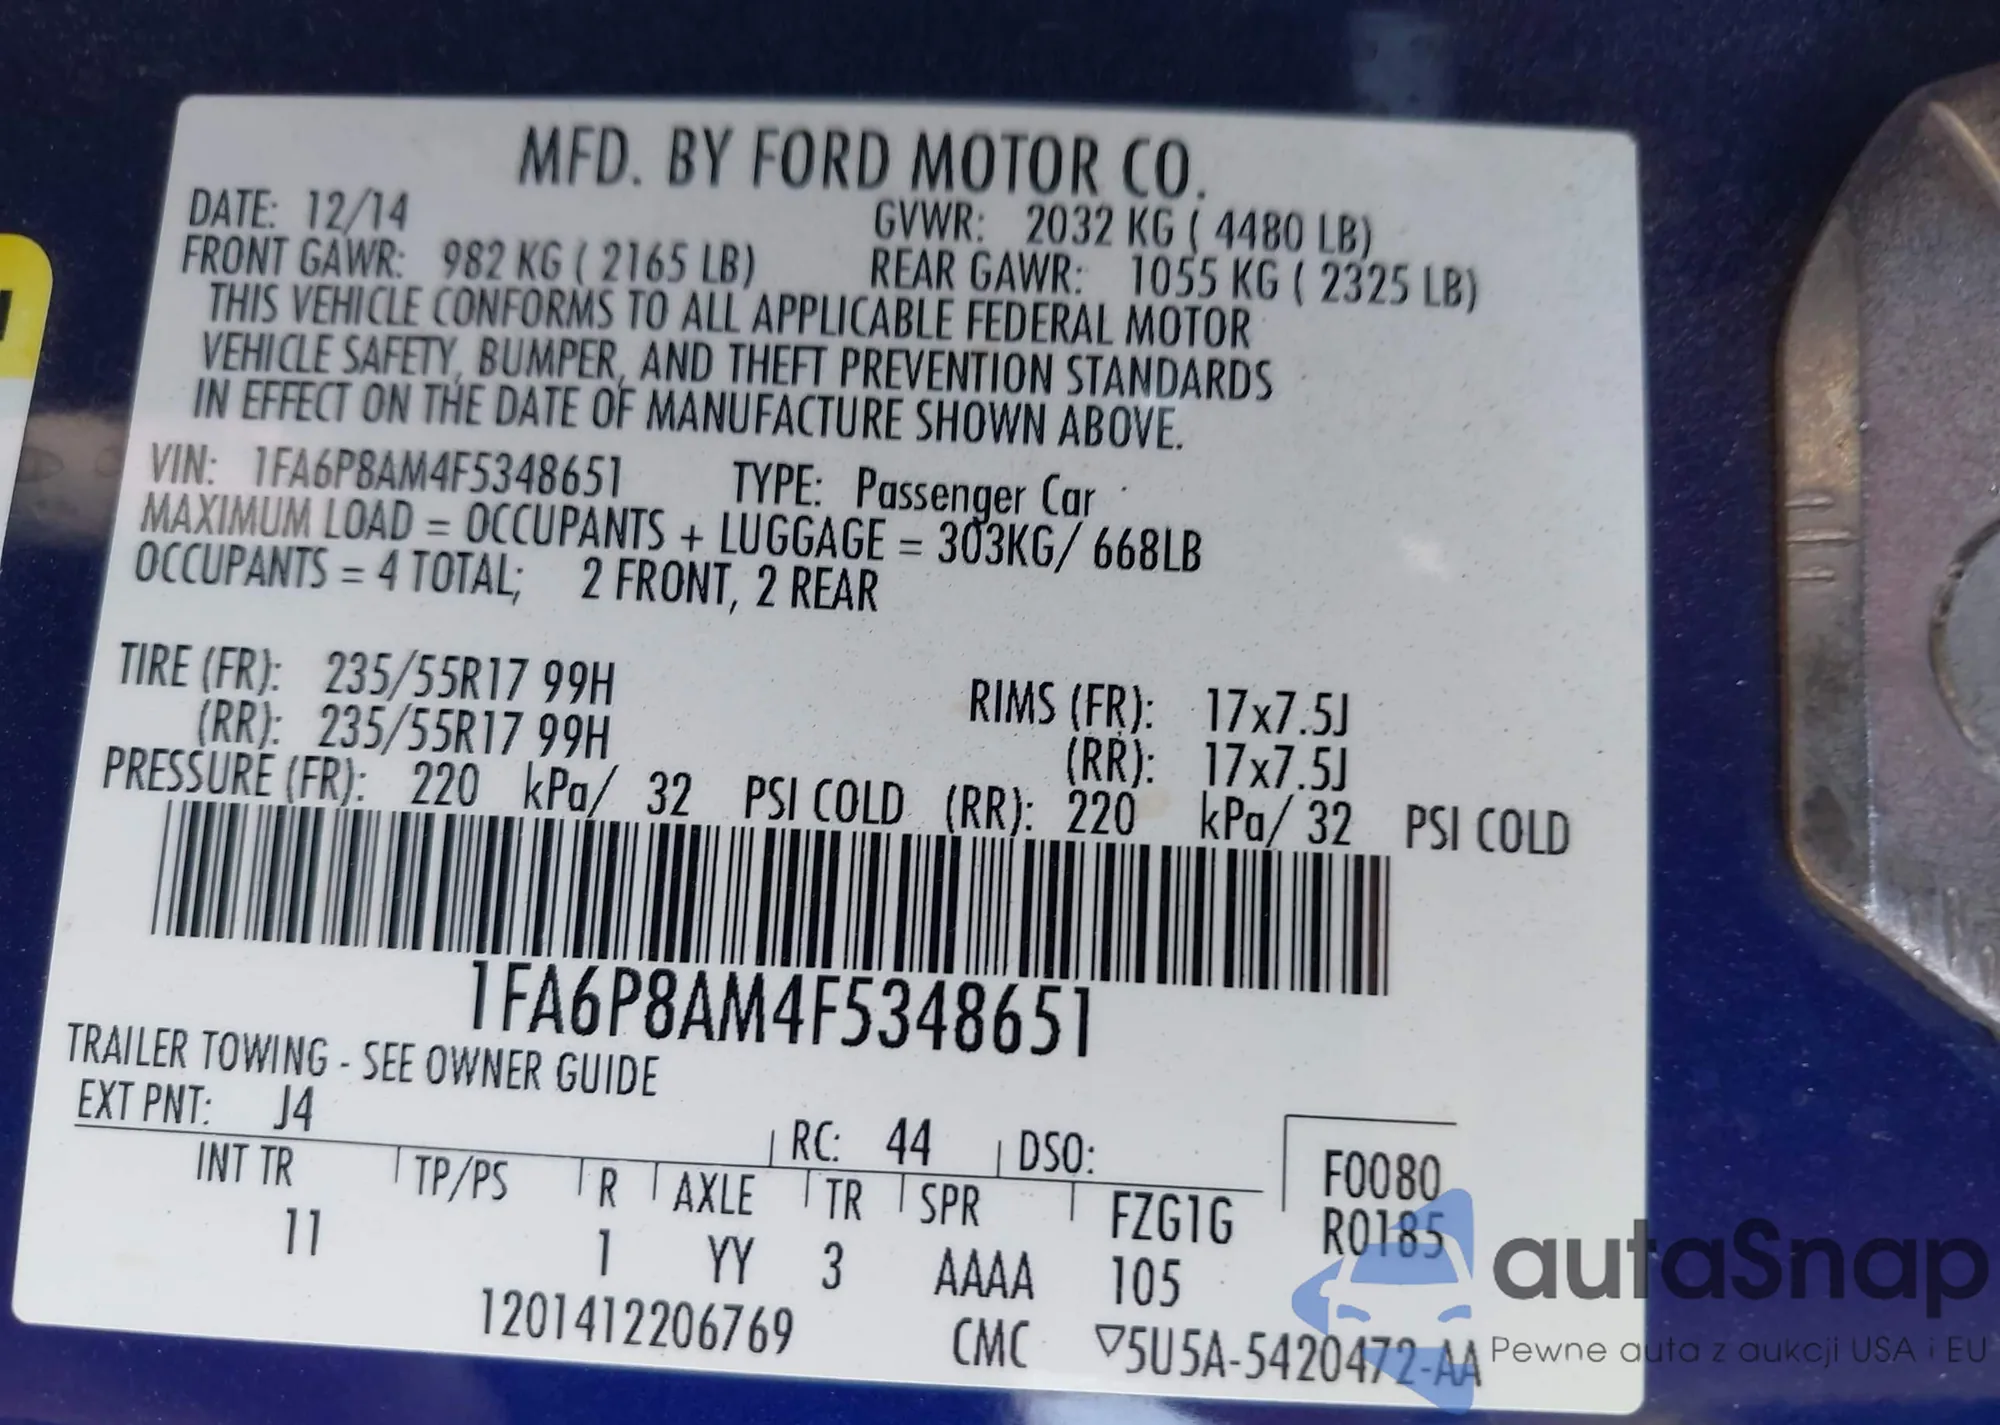 MFD. BY FORD MOTOR CO.
DATE: 12/14 GVWR: 2032 KG ( 4480 LB)
FRONT GAWR: 982 KG ( 2165 LB) REAR GAWR: 1055 KG ( 2325 LB)
THIS VEHICLE CONFORMS TO ALL APPLICABLE FEDERAL MOTOR
VEHICLE SAFETY, BUMPER, AND THEFT PREVENTION STANDARDS
IN EFFECT ON THE DATE OF MANUFACTURE SHOWN ABOVE.
VIN: 1FA6P8AM4F5348651 TYPE: Passenger Car
MAXIMUM LOAD = OCCUPANTS + LUGGAGE = 303KG/ 668LB
OCCUPANTS = 4 TOTAL; 2 FRONT, 2 REAR
TIRE (FR): 235/55R17 99H RIMS (FR): 17x7.5J
(RR): 235/55R17 99H (RR): 17x7.5J
PRESSURE (FR): 220 kPa/ 32 PSI COLD (RR): 220 kPa/ 32 PSI COLD
1FA6P8AM4F5348651
TRAILER TOWING - SEE OWNER GUIDE
EXT PNT: J4 RC: 44 DSO: F0080
INT TR TP/PS R AXLE TR SPR FZG1G R0185
11 1 YY 3 AAAA 105
1201412206769 CMC ▽5U5A-5420472-AA
autaSnap
Pewne auta z aukcji USA i EU